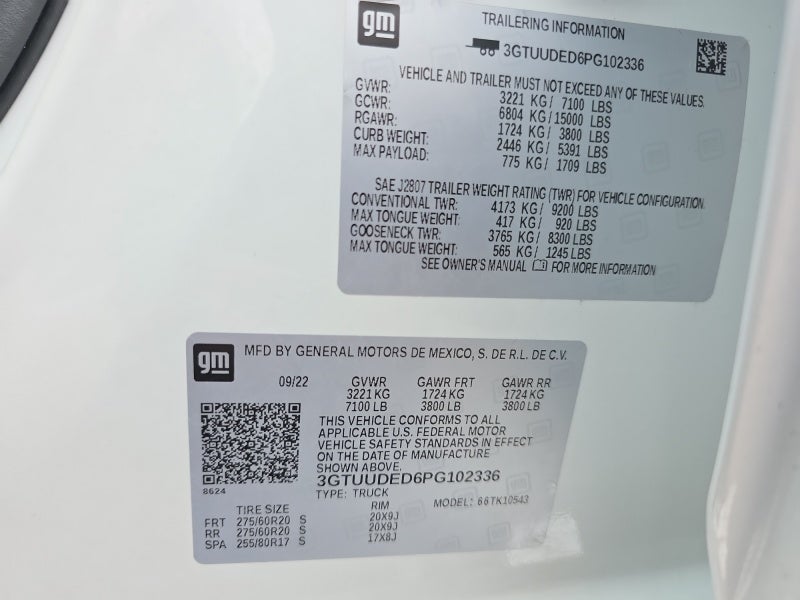 gm
TRAILERING INFORMATION
3GTUUDED6PG102336
VEHICLE AND TRAILER MUST NOT EXCEED ANY OF THESE VALUES.
GVWR: 3221 KG/ 7100 LBS
GCWR: 6804 KG/ 15000 LBS
RGAWR: 1724 KG/ 3800 LBS
CURB WEIGHT: 2446 KG/ 5391 LBS
MAX PAYLOAD: 775 KG/ 1709 LBS
SAE J2807 TRAILER WEIGHT RATING (TWR) FOR VEHICLE CONFIGURATION.
CONVENTIONAL TWR: 4173 KG/ 9200 LBS
MAX TONGUE WEIGHT: 417 KG/ 920 LBS
GOOSENECK TWR: 3765 KG/ 8300 LBS
MAX TONGUE WEIGHT: 565 KG/ 1245 LBS
SEE OWNER'S MANUAL FOR MORE INFORMATION
gm
MFD BY GENERAL MOTORS DE MEXICO, S. DE R.L. DE C.V.
09/22 GVWR GAWR FRT GAWR RR
3221 KG 1724 KG 1724 KG
7100 LB 3800 LB 3800 LB
THIS VEHICLE CONFORMS TO ALL
APPLICABLE U.S. FEDERAL MOTOR
VEHICLE SAFETY STANDARDS IN EFFECT
ON THE DATE OF MANUFACTURE
SHOWN ABOVE.
3GTUUDED6PG102336
8624
TYPE: TRUCK MODEL: 66TK10543
TIRE SIZE RIM
FRT 275/60R20 S 20X9J
RR 275/60R20 S 20X9J
SPA 255/80R17 S 17X8J